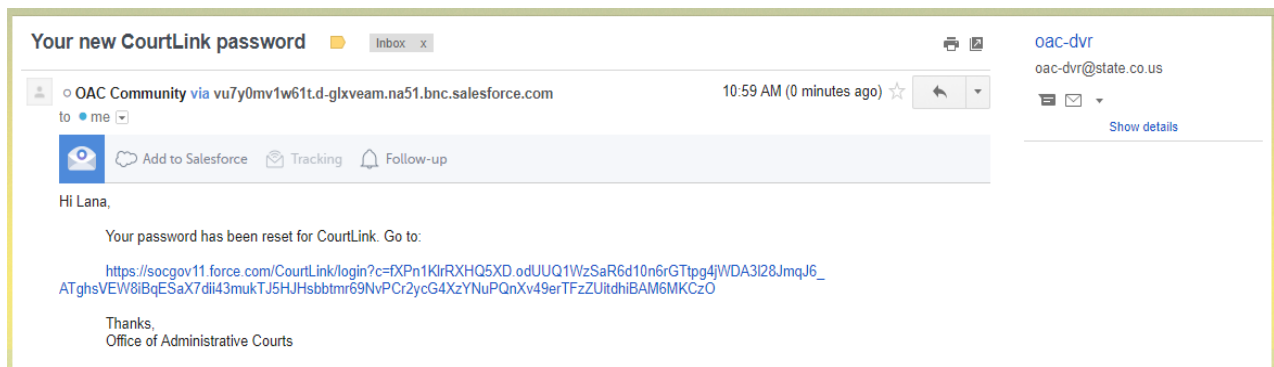 Your new CourtLink password
Inbox x
OAC Community via vu7y0mv1w61t.d-glxveam.na51.bnc.salesforce.com
10:59 AM (0 minutes ago)
to me
Add to Salesforce Tracking Follow-up
Hi Lana,
Your password has been reset for CourtLink. Go to:
https://socgov11.force.com/CourtLink/login?c=fXPn1KlrRXHQ5XD.odUUQ1WzSaR6d10n6rGTtpg4jWDA3l28JmqJ6_
ATghsVEW8iBqESaX7dii43mukTJ5HJHsbbtmr69NvPCr2ycG4XzYNuPQnXv49erTFzZUitdhiBAM6MKCzO
Thanks,
Office of Administrative Courts
oac-dvr
oac-dvr@state.co.us
Show details